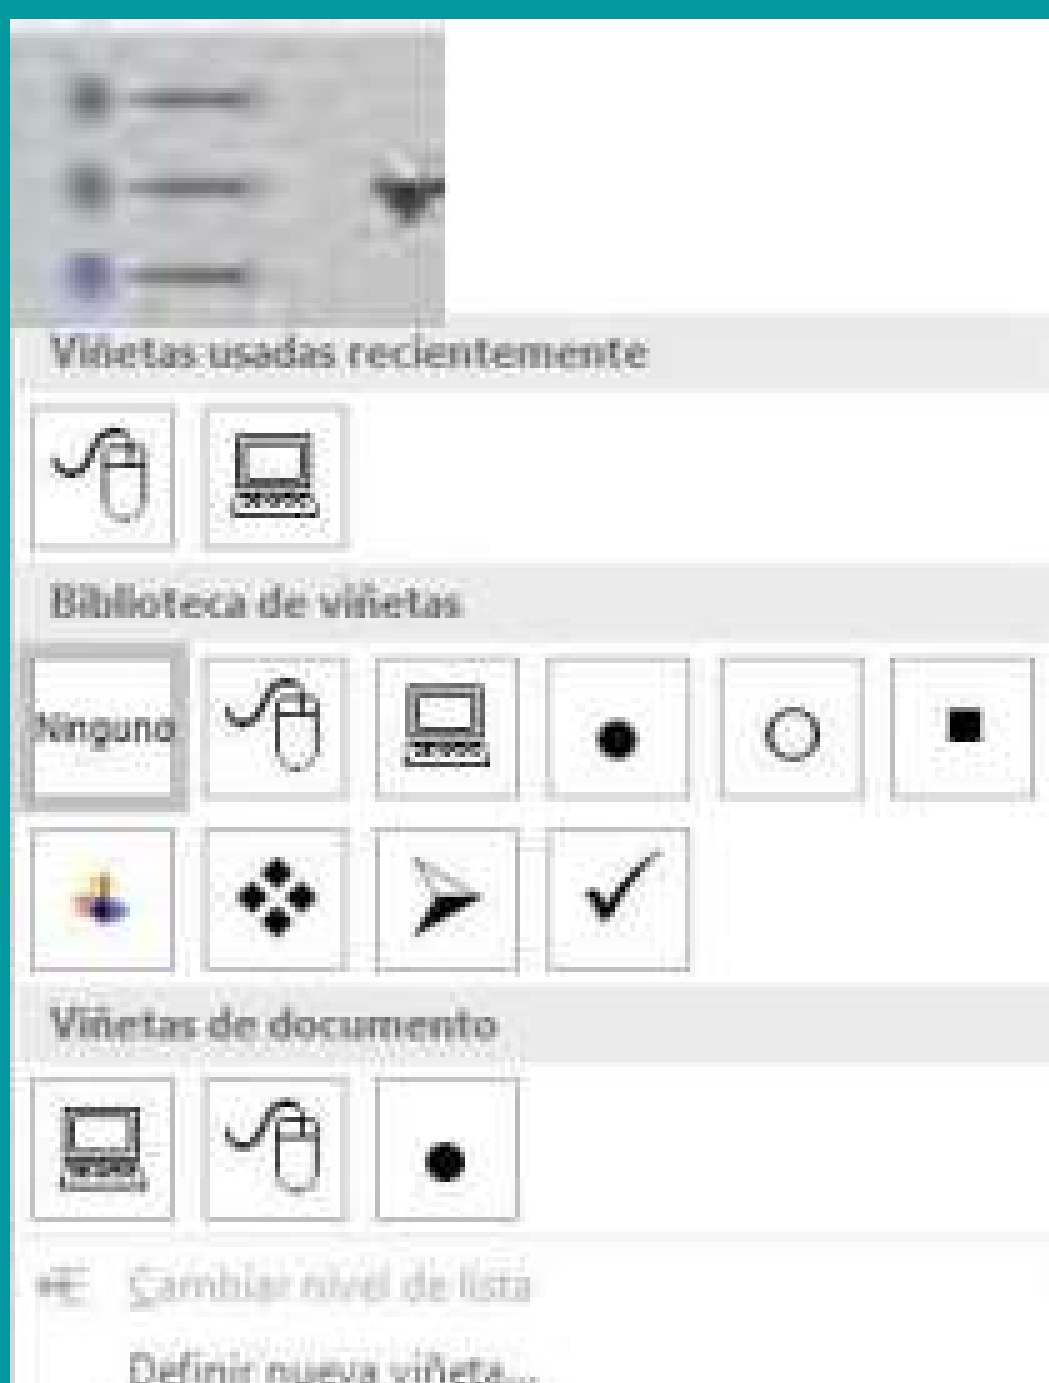 Viñetas usadas recientemente
Biblioteca de viñetas
Ninguno
Viñetas de documento
Cambiar nivel de lista
Definir nueva viñeta...